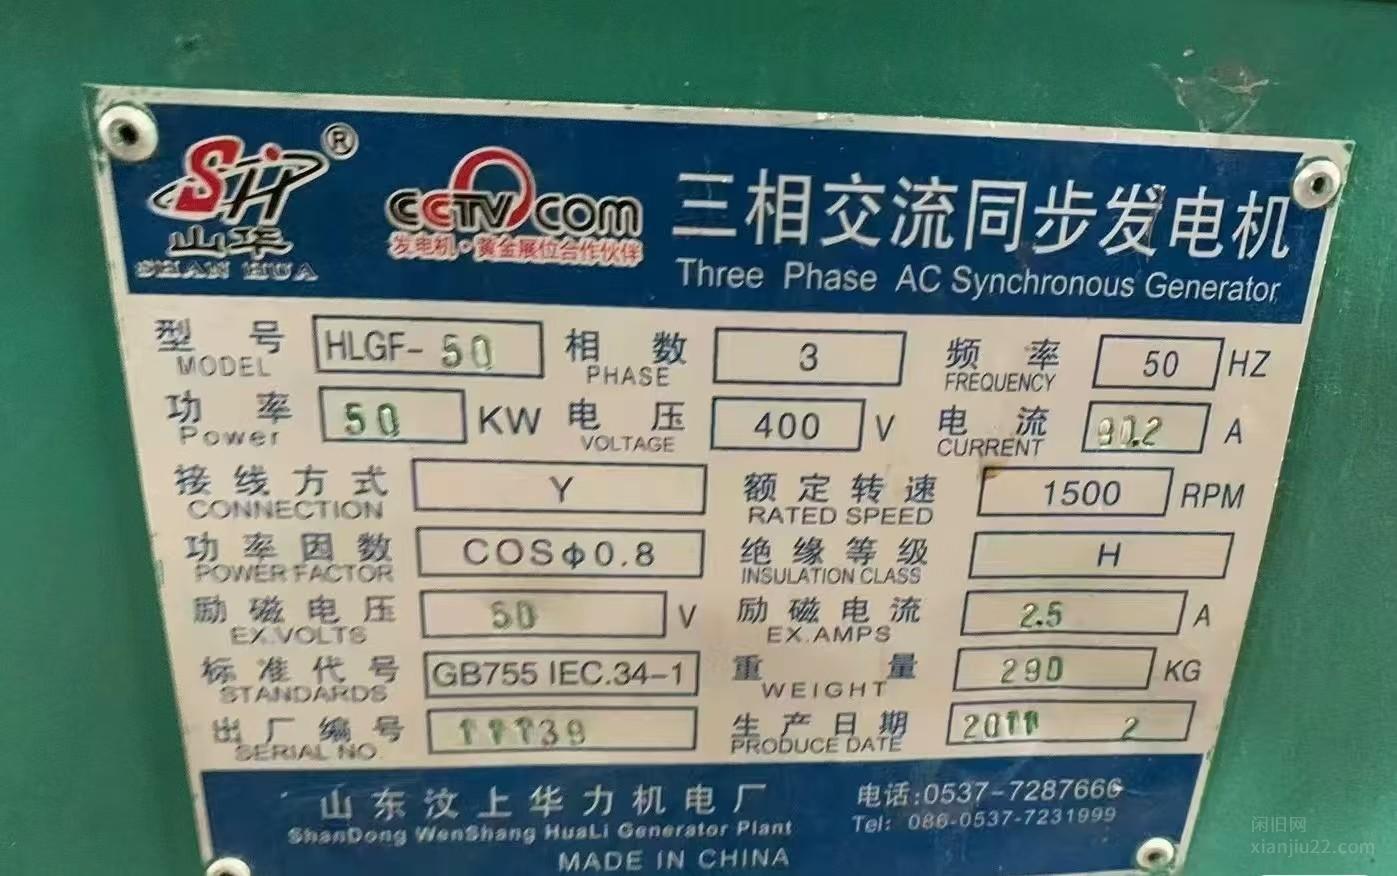 SH ®
山华
SHAN HUA
CCTV.com
发电机·黄金展位合作伙伴
三相交流同步发电机
Three Phase AC Synchronous Generator
型号 HLGF-50 相数 3 频率 50 HZ
MODEL PHASE FREQUENCY
功率 50 KW 电压 400 V 电流 90.2 A
Power VOLTAGE CURRENT
接线方式 Y 额定转速 1500 RPM
CONNECTION RATED SPEED
功率因数 COSφ0.8 绝缘等级 H
POWER FACTOR INSULATION CLASS
励磁电压 50 V 励磁电流 2.5 A
EX.VOLTS EX.AMPS
标准代号 GB755 IEC.34-1 重量 290 KG
STANDARDS WEIGHT
出厂编号 11139 生产日期 2011 2
SERIAL NO. PRODUCE DATE
山东汶上华力机电厂 电话:0537-7287666
ShanDong WenShang HuaLi Generator Plant Tel: 086-0537-7231999
MADE IN CHINA
闲旧网
xianjiu22.com